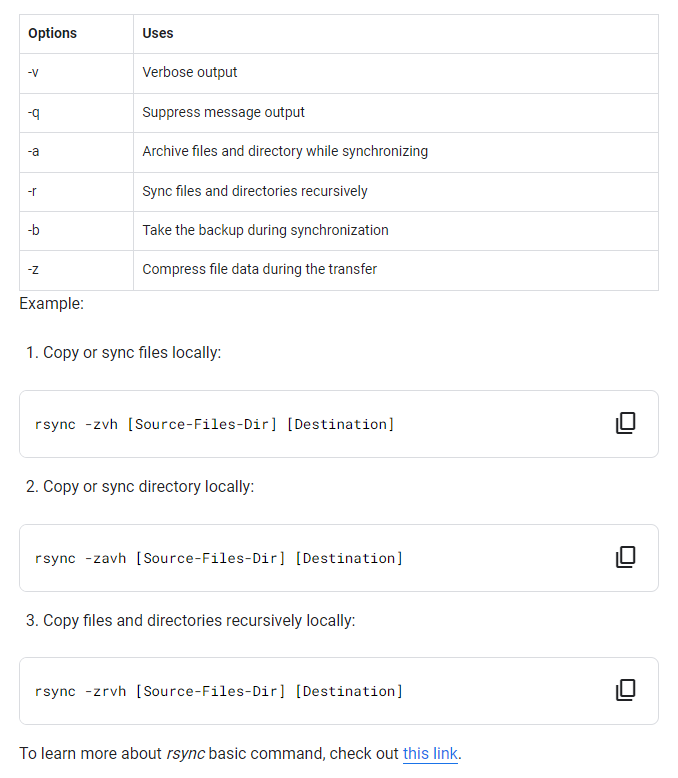 Options Uses
-v Verbose output
-q Suppress message output
-a Archive files and directory while synchronizing
-r Sync files and directories recursively
-b Take the backup during synchronization
-z Compress file data during the transfer
Example:
1. Copy or sync files locally:
rsync -zvh [Source-Files-Dir] [Destination]
2. Copy or sync directory locally:
rsync -zavh [Source-Files-Dir] [Destination]
3. Copy files and directories recursively locally:
rsync -zrvh [Source-Files-Dir] [Destination]
To learn more about rsync basic command, check out this link.